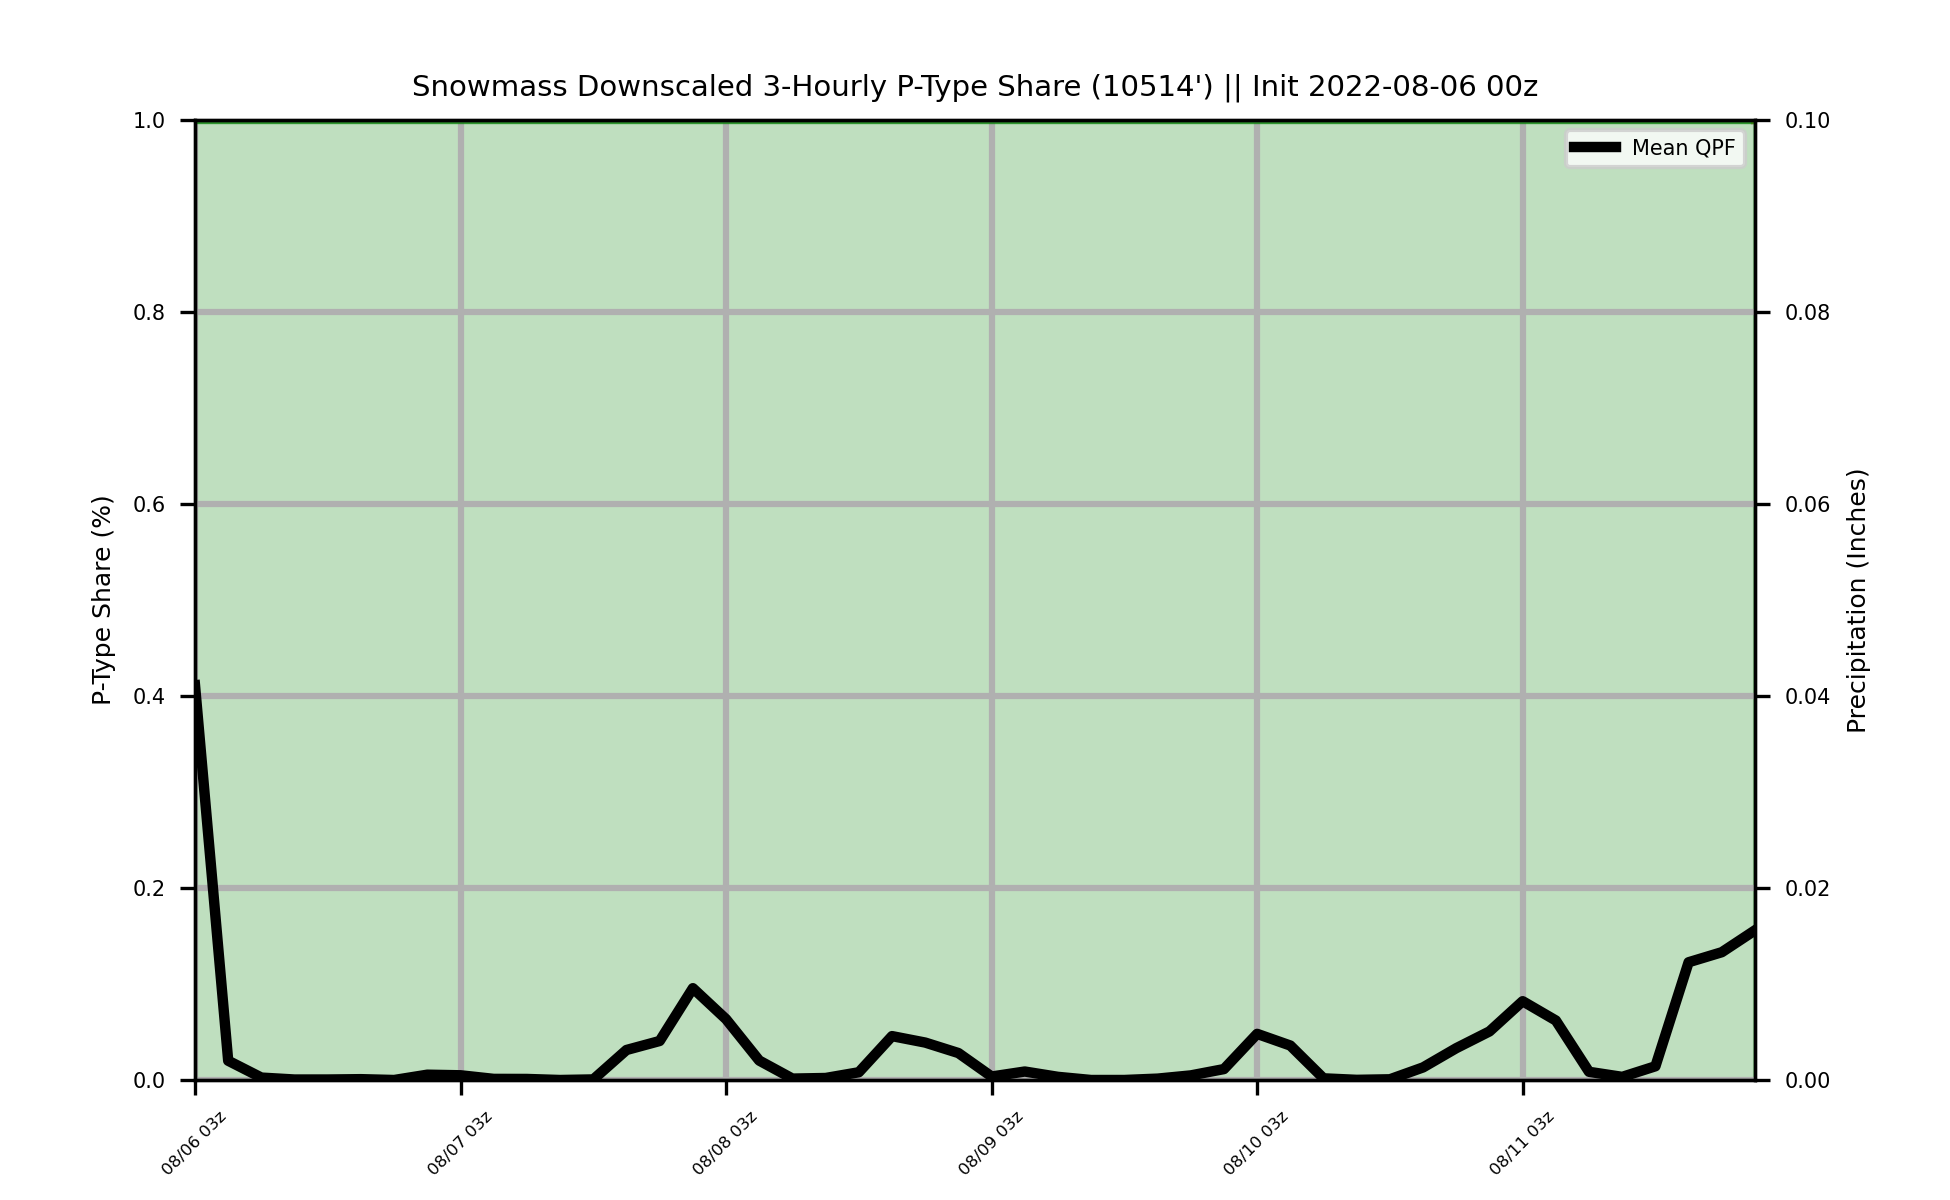 Snowmass Downscaled 3-Hourly P-Type Share (10514') || Init 2022-08-06 00z
Mean QPF
P-Type Share (%)
1.0
0.8
0.6
0.4
0.2
0.0
0.10
0.08
0.06
0.04
0.02
0.00
Precipitation (Inches)
08/06 03z
08/07 03z
08/08 03z
08/09 03z
08/10 03z
08/11 03z